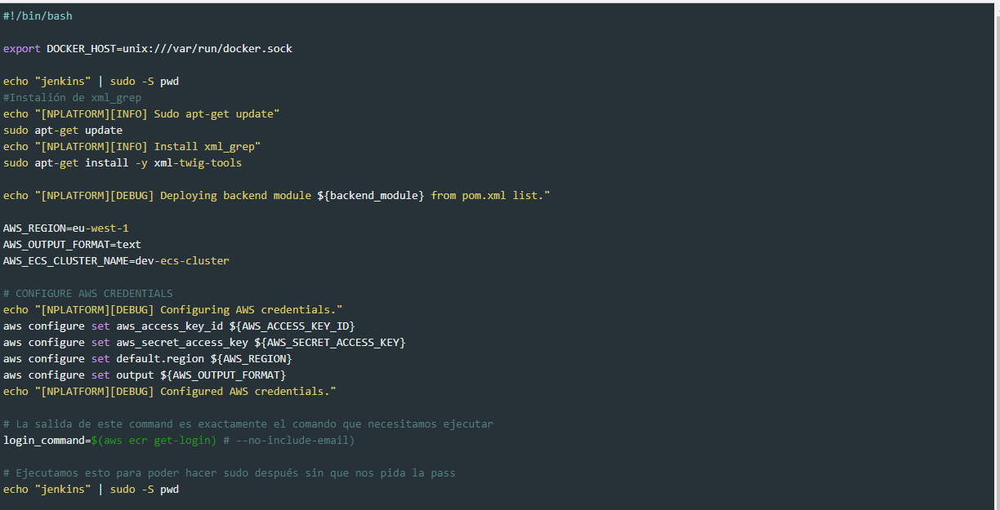 #!/bin/bash
export DOCKER_HOST=unix:///var/run/docker.sock
echo "jenkins" | sudo -S pwd
#Instalión de xml_grep
echo "[NPLATFORM][INFO] Sudo apt-get update"
sudo apt-get update
echo "[NPLATFORM][INFO] Install xml_grep"
sudo apt-get install -y xml-twig-tools
echo "[NPLATFORM][DEBUG] Deploying backend module ${backend_module} from pom.xml list."
AWS_REGION=eu-west-1
AWS_OUTPUT_FORMAT=text
AWS_ECS_CLUSTER_NAME=dev-ecs-cluster
# CONFIGURE AWS CREDENTIALS
echo "[NPLATFORM][DEBUG] Configuring AWS credentials."
aws configure set aws_access_key_id ${AWS_ACCESS_KEY_ID}
aws configure set aws_secret_access_key ${AWS_SECRET_ACCESS_KEY}
aws configure set default.region ${AWS_REGION}
aws configure set output ${AWS_OUTPUT_FORMAT}
echo "[NPLATFORM][DEBUG] Configured AWS credentials."
# La salida de este command es exactamente el comando que necesitamos ejecutar
login_command=$(aws ecr get-login) # --no-include-email)
# Ejecutamos esto para poder hacer sudo después sin que nos pida la pass
echo "jenkins" | sudo -S pwd